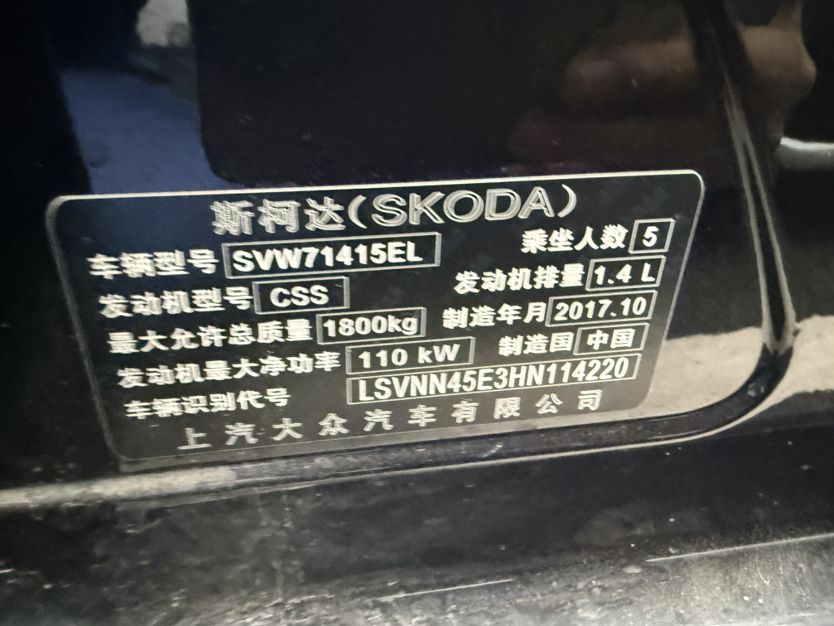 斯柯达(SKODA)
车辆型号 SVW71415EL 乘坐人数 5
发动机型号 CSS 发动机排量 1.4 L
最大允许总质量 1800kg 制造年月 2017.10
发动机最大净功率 110 kW 制造国 中国
车辆识别代号 LSVNN45E3HN114220
上汽大众汽车有限公司